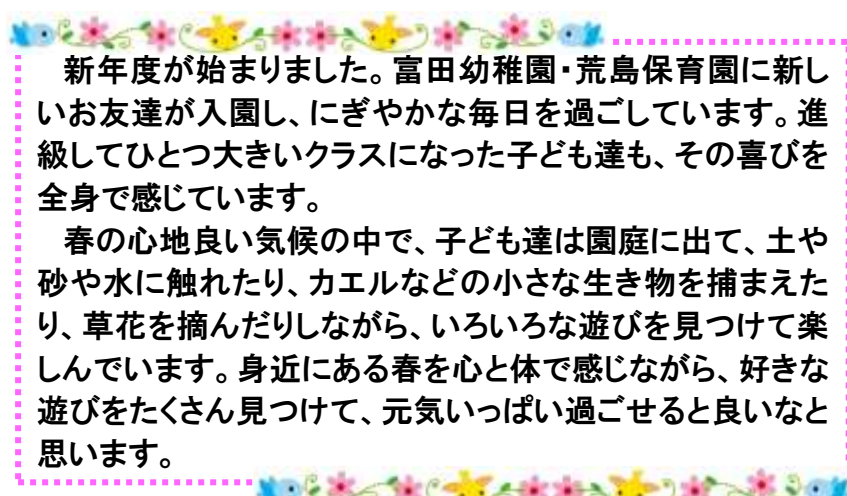 新年度が始まりました。富田幼稚園・荒島保育園に新し
いお友達が入園し、にぎやかな毎日を過ごしています。進
級してひとつ大きいクラスになった子ども達も、その喜びを
全身で感じています。
春の心地良い気候の中で、子ども達は園庭に出て、土や
砂や水に触れたり、カエルなどの小さな生き物を捕まえた
り、草花を摘んだりしながら、いろいろな遊びを見つけて楽
しんでいます。身近にある春を心と体で感じながら、好きな
遊びをたくさん見つけて、元気いっぱい過ごせると良いなと
思います。